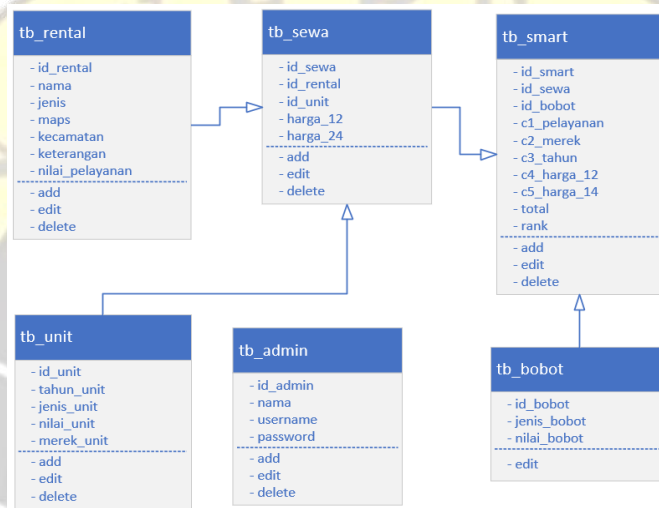 tb_rental
- id_rental
- nama
- jenis
- maps
- kecamatan
- keterangan
- nilai_pelayanan
- add
- edit
- delete
tb_sewa
- id_sewa
- id_rental
- id_unit
- harga_12
- harga_24
- add
- edit
- delete
tb_smart
- id_smart
- id_sewa
- id_bobot
- c1_pelayanan
- c2_merek
- c3_tahun
- c4_harga_12
- c5_harga_14
- total
- rank
- add
- edit
- delete
tb_unit
- id_unit
- tahun_unit
- jenis_unit
- nilai_unit
- merek_unit
- add
- edit
- delete
tb_admin
- id_admin
- nama
- username
- password
- add
- edit
- delete
tb_bobot
- id_bobot
- jenis_bobot
- nilai_bobot
- edit